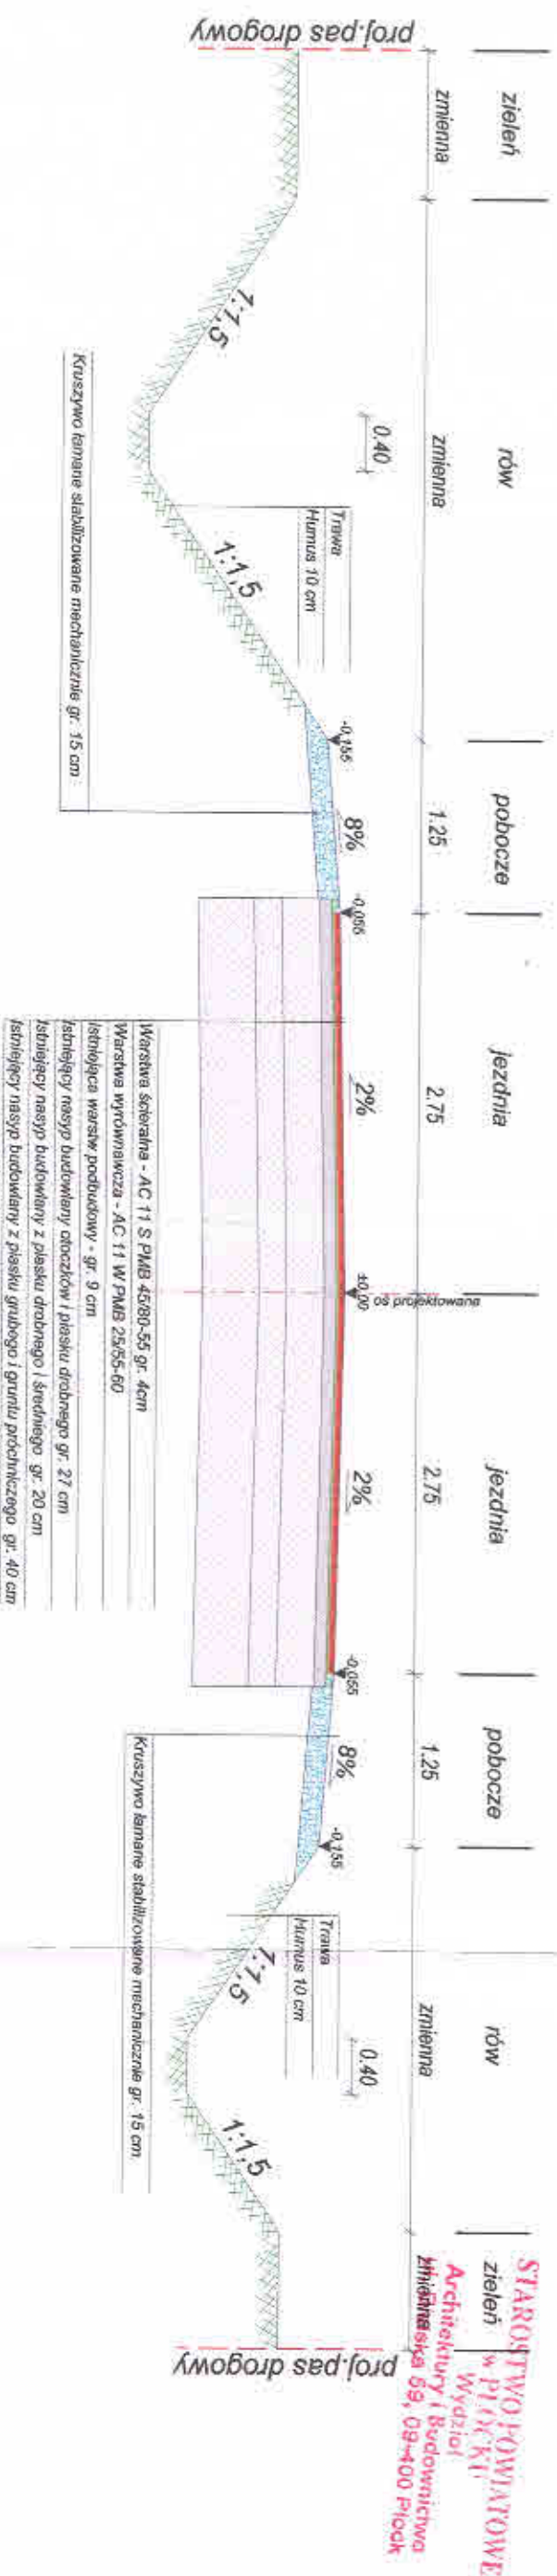 zieleń
rów
pobocze
jezdnia
jezdnia
pobocze
rów
zieleń
zmienna
zmienna
1.25
2.75
2.75
1.25
zmienna
zmienna
proj.pas drogowy
proj.pas drogowy
0.40
0.40
1:1,5
1:1,5
1:1,5
1:1,5
Trawa
Humus 10 cm
Trawa
Humus 10 cm
-0,155
8%
-0,055
2%
±0,00
oś projektowana
2%
-0,055
8%
-0,155
Kruszywo łamane stabilizowane mechanicznie gr. 15 cm
Warstwa ścieralna - AC 11 S PMB 45/80-55 gr. 4cm
Warstwa wyrównawcza - AC 11 W PMB 25/55-60
Istniejąca warstw podbudowy - gr. 9 cm
Istniejący nasyp budowlany otoczków i piasku drobnego gr. 27 cm
Istniejący nasyp budowlany z piasku drobnego i średniego gr. 20 cm
Istniejący nasyp budowlany z piasku grubego i gruntu próchniczego gr. 40 cm
Kruszywo łamane stabilizowane mechanicznie gr. 15 cm
STAROSTWO POWIATOWE
w PŁOCKU
Wydział
Architektury i Budownictwa
59, 09-400 Płock